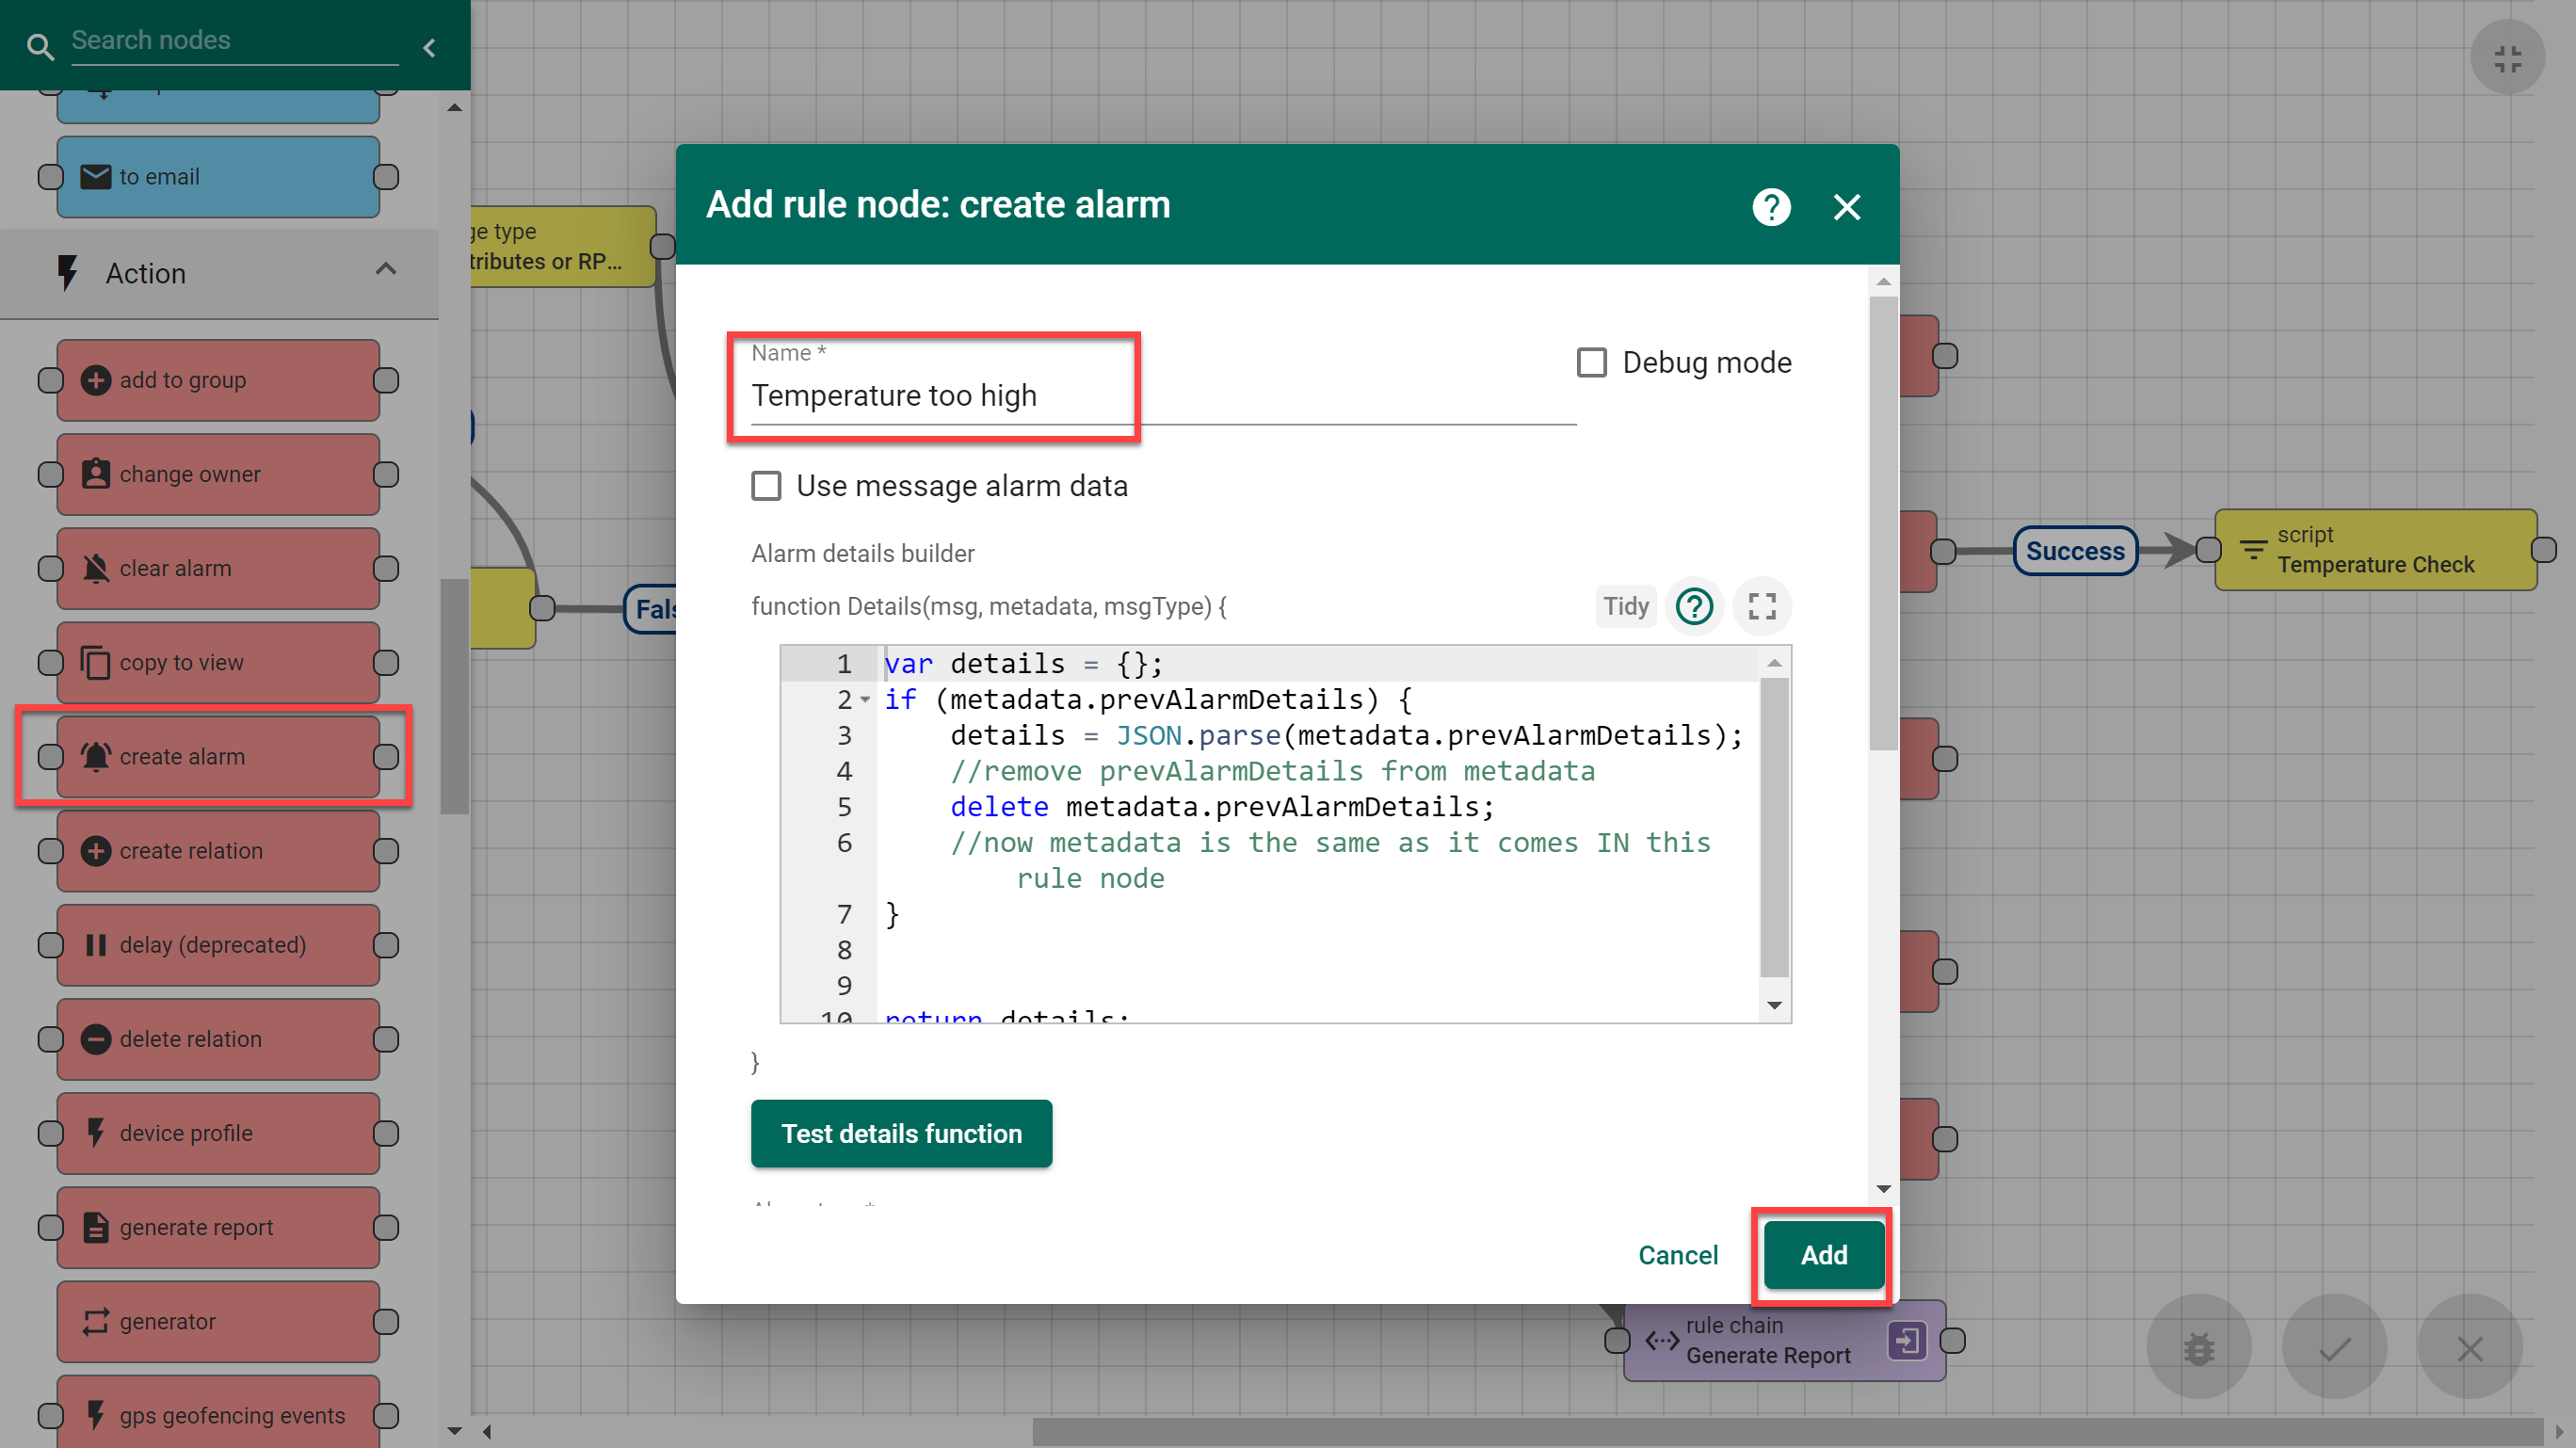 Search nodes
to email
Action
add to group
change owner
clear alarm
copy to view
create alarm
create relation
delay (deprecated)
delete relation
device profile
generate report
generator
gps geofencing events
ge type
tributes or RP...
Fals
Add rule node: create alarm
?
Name *
Temperature too high
Debug mode
Use message alarm data
Alarm details builder
function Details(msg, metadata, msgType) {
Tidy
?
1 var details = {};
2 if (metadata.prevAlarmDetails) {
3 details = JSON.parse(metadata.prevAlarmDetails);
4 //remove prevAlarmDetails from metadata
5 delete metadata.prevAlarmDetails;
6 //now metadata is the same as it comes IN this
rule node
7 }
8
9
10 return details;
}
Test details function
Cancel
Add
Success
script
Temperature Check
rule chain
Generate Report